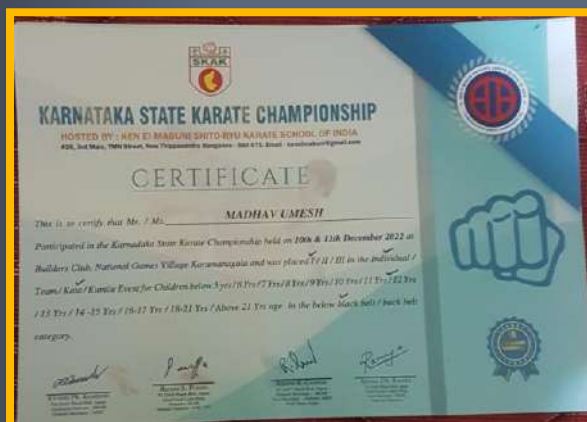 SKAK
KARNATAKA STATE KARATE CHAMPIONSHIP
HOSTED BY : KEN EI MABUNI SHITO-RYU KARATE SCHOOL OF INDIA
CERTIFICATE
This is to certify that Mr. / Ms. MADHAV UMESH
Participated in the Karnataka State Karate Championship held on 10th & 11th December 2022 at
Builders Club, National Games Village Koramangala and was placed I / II / III in the Individual /
Team / Kata / Kumite Event for Children below 5 yrs / 6 Yrs / 7 Yrs / 8 Yrs / 9 Yrs / 10 Yrs / 11 Yrs / 12 Yrs
/ 13 Yrs / 14 -15 Yrs / 16-17 Yrs / 18-21 Yrs / Above 21 Yrs age in the below black belt / back belt
category.